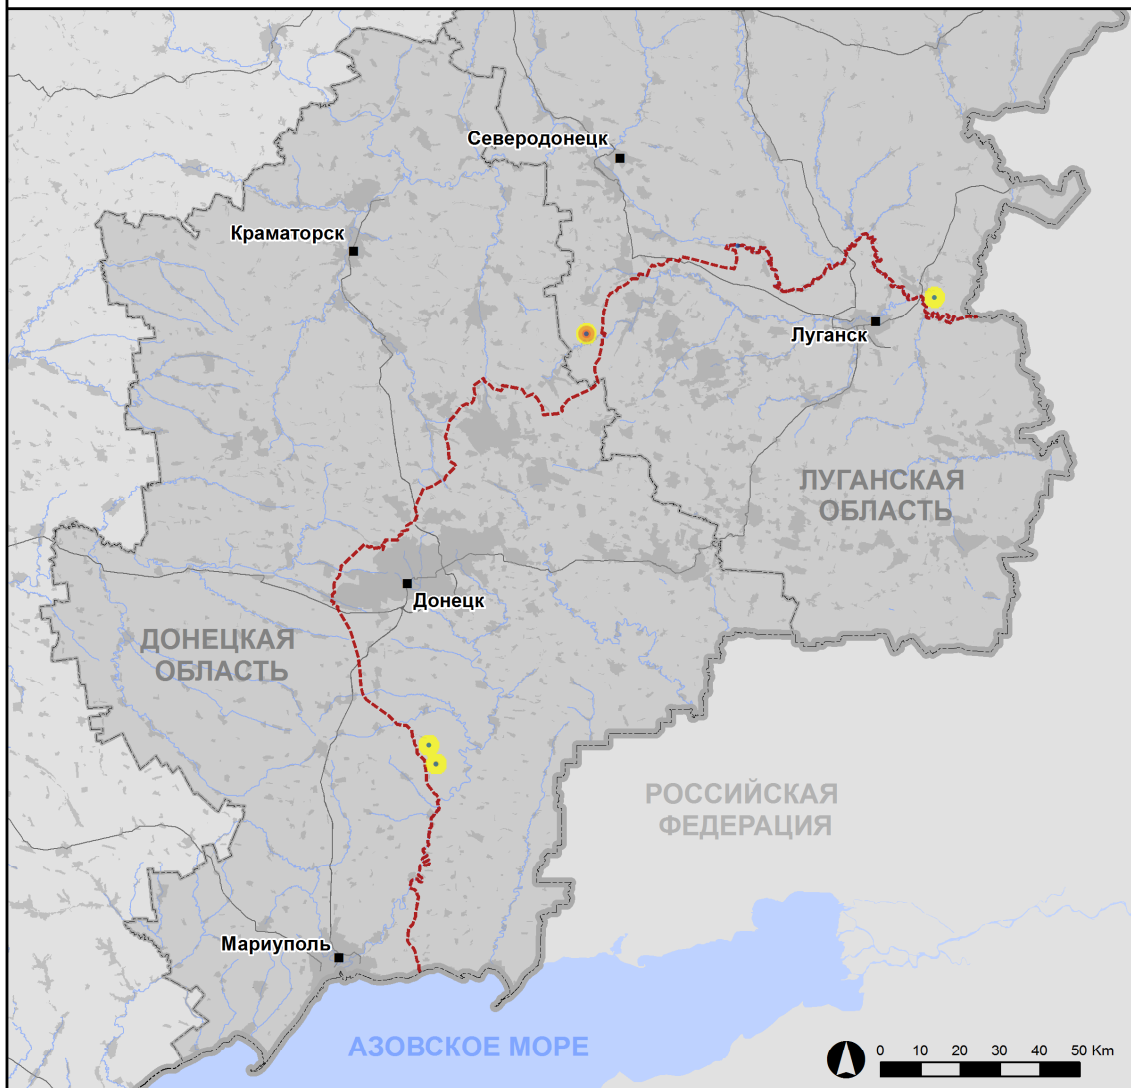 Северодонецк
Краматорск
Луганск
ЛУГАНСКАЯ
ОБЛАСТЬ
Донецк
ДОНЕЦКАЯ
ОБЛАСТЬ
РОССИЙСКАЯ
ФЕДЕРАЦИЯ
Мариуполь
АЗОВСКОЕ МОРЕ
0 10 20 30 40 50 Km